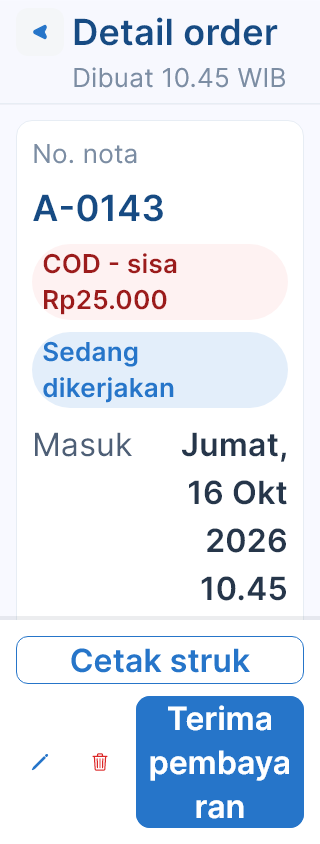 Detail order
Dibuat 10.45 WIB
No. nota
A-0143
COD - sisa
Rp25.000
Sedang
dikerjakan
Masuk
Jumat,
16 Okt
2026
10.45
Cetak struk
Terima
pembaya
ran